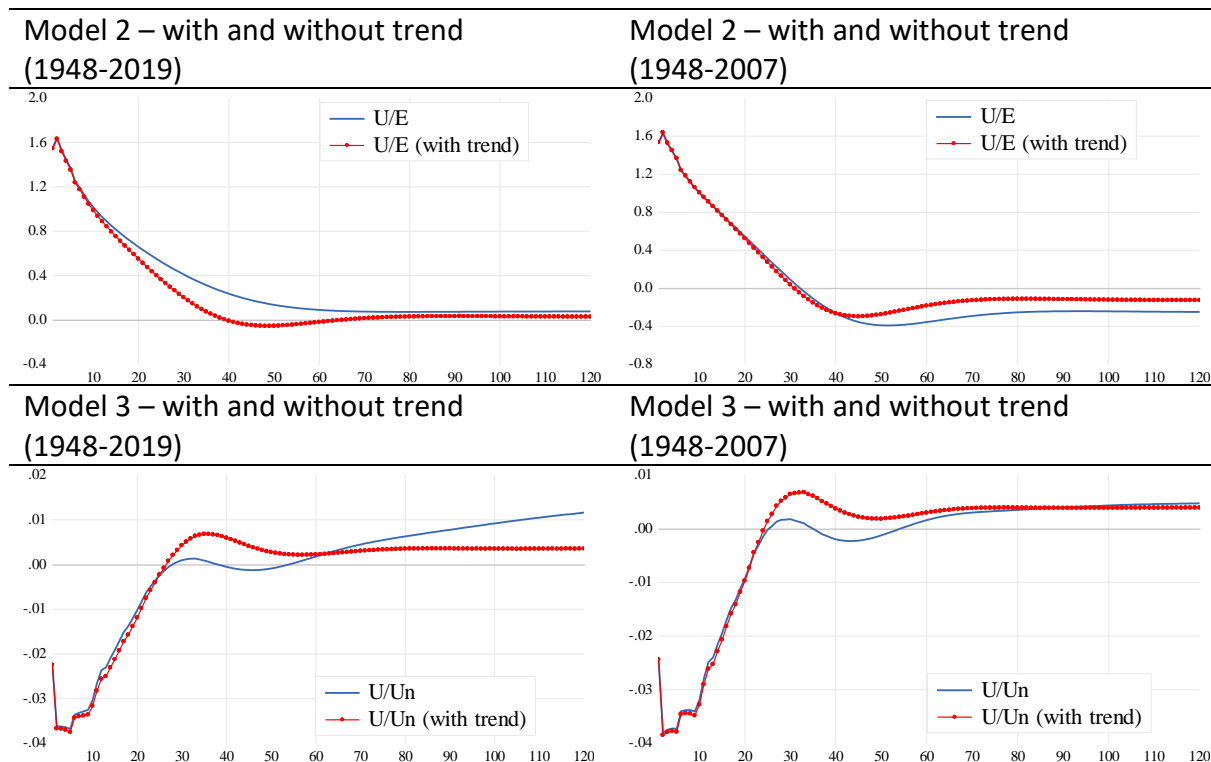 Model 2 – with and without trend
(1948-2019)
Model 2 – with and without trend
(1948-2007)
2.0
1.6
1.2
0.8
0.4
0.0
-0.4
U/E
U/E (with trend)
10 20 30 40 50 60 70 80 90 100 110 120
2.0
1.6
1.2
0.8
0.4
0.0
-0.4
-0.8
U/E
U/E (with trend)
10 20 30 40 50 60 70 80 90 100 110 120
Model 3 – with and without trend
(1948-2019)
Model 3 – with and without trend
(1948-2007)
.02
.01
.00
-.01
-.02
-.03
-.04
U/Un
U/Un (with trend)
10 20 30 40 50 60 70 80 90 100 110 120
.01
.00
-.01
-.02
-.03
-.04
U/Un
U/Un (with trend)
10 20 30 40 50 60 70 80 90 100 110 120